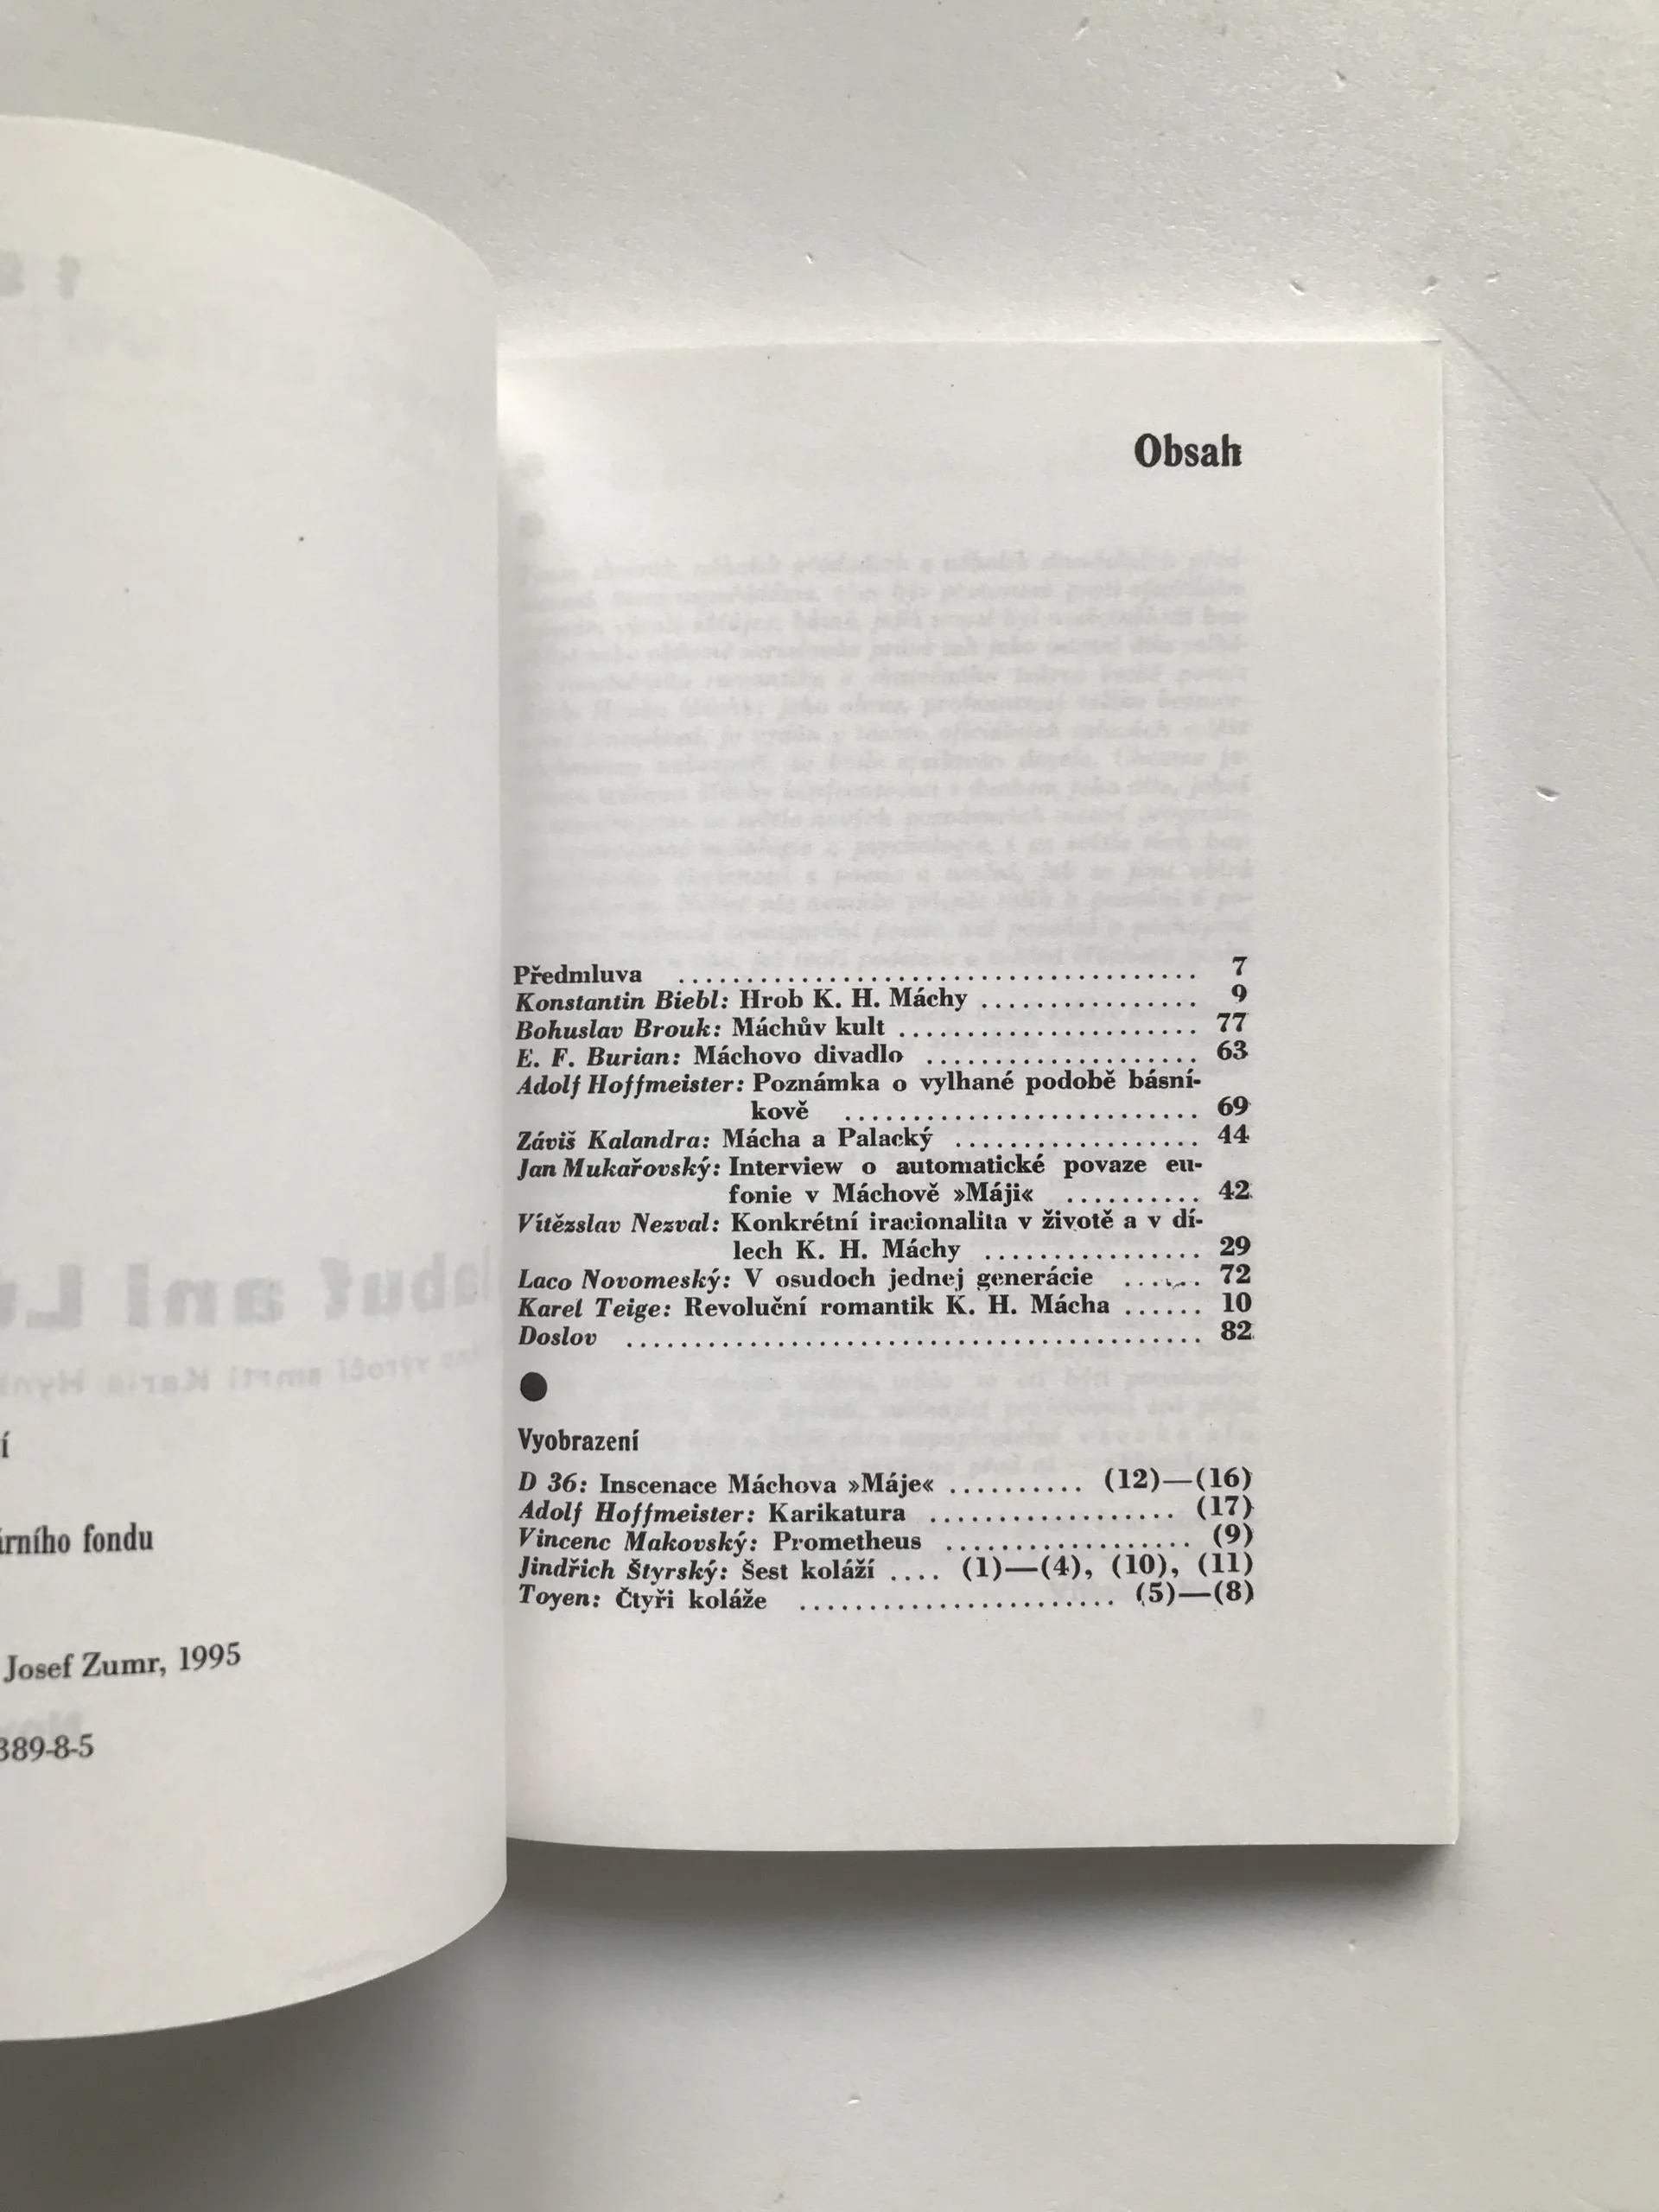 í
árního fondu
Josef Zumr, 1995
389-8-5
Obsah
Předmluva ........................................ 7
Konstantin Biebl: Hrob K. H. Máchy ................ 9
Bohuslav Brouk: Máchův kult ....................... 77
E. F. Burian: Máchovo divadlo ..................... 63
Adolf Hoffmeister: Poznámka o vylhané podobě básní-
kově .......................... 69
Záviš Kalandra: Mácha a Palacký ................... 44
Jan Mukařovský: Interview o automatické povaze eu-
fonie v Máchově »Máji« .......... 42
Vítězslav Nezval: Konkrétní iracionalita v životě a v dí-
lech K. H. Máchy ................ 29
Laco Novomeský: V osudoch jednej generácie ...... 72
Karel Teige: Revoluční romantik K. H. Mácha ...... 10
Doslov ........................................... 82
●
Vyobrazení
D 36: Inscenace Máchova »Máje« .......... (12)—(16)
Adolf Hoffmeister: Karikatura ................... (17)
Vincenc Makovský: Prometheus ................... (9)
Jindřich Štyrský: Šest koláží .... (1)—(4), (10), (11)
Toyen: Čtyři koláže ........................ (5)—(8)